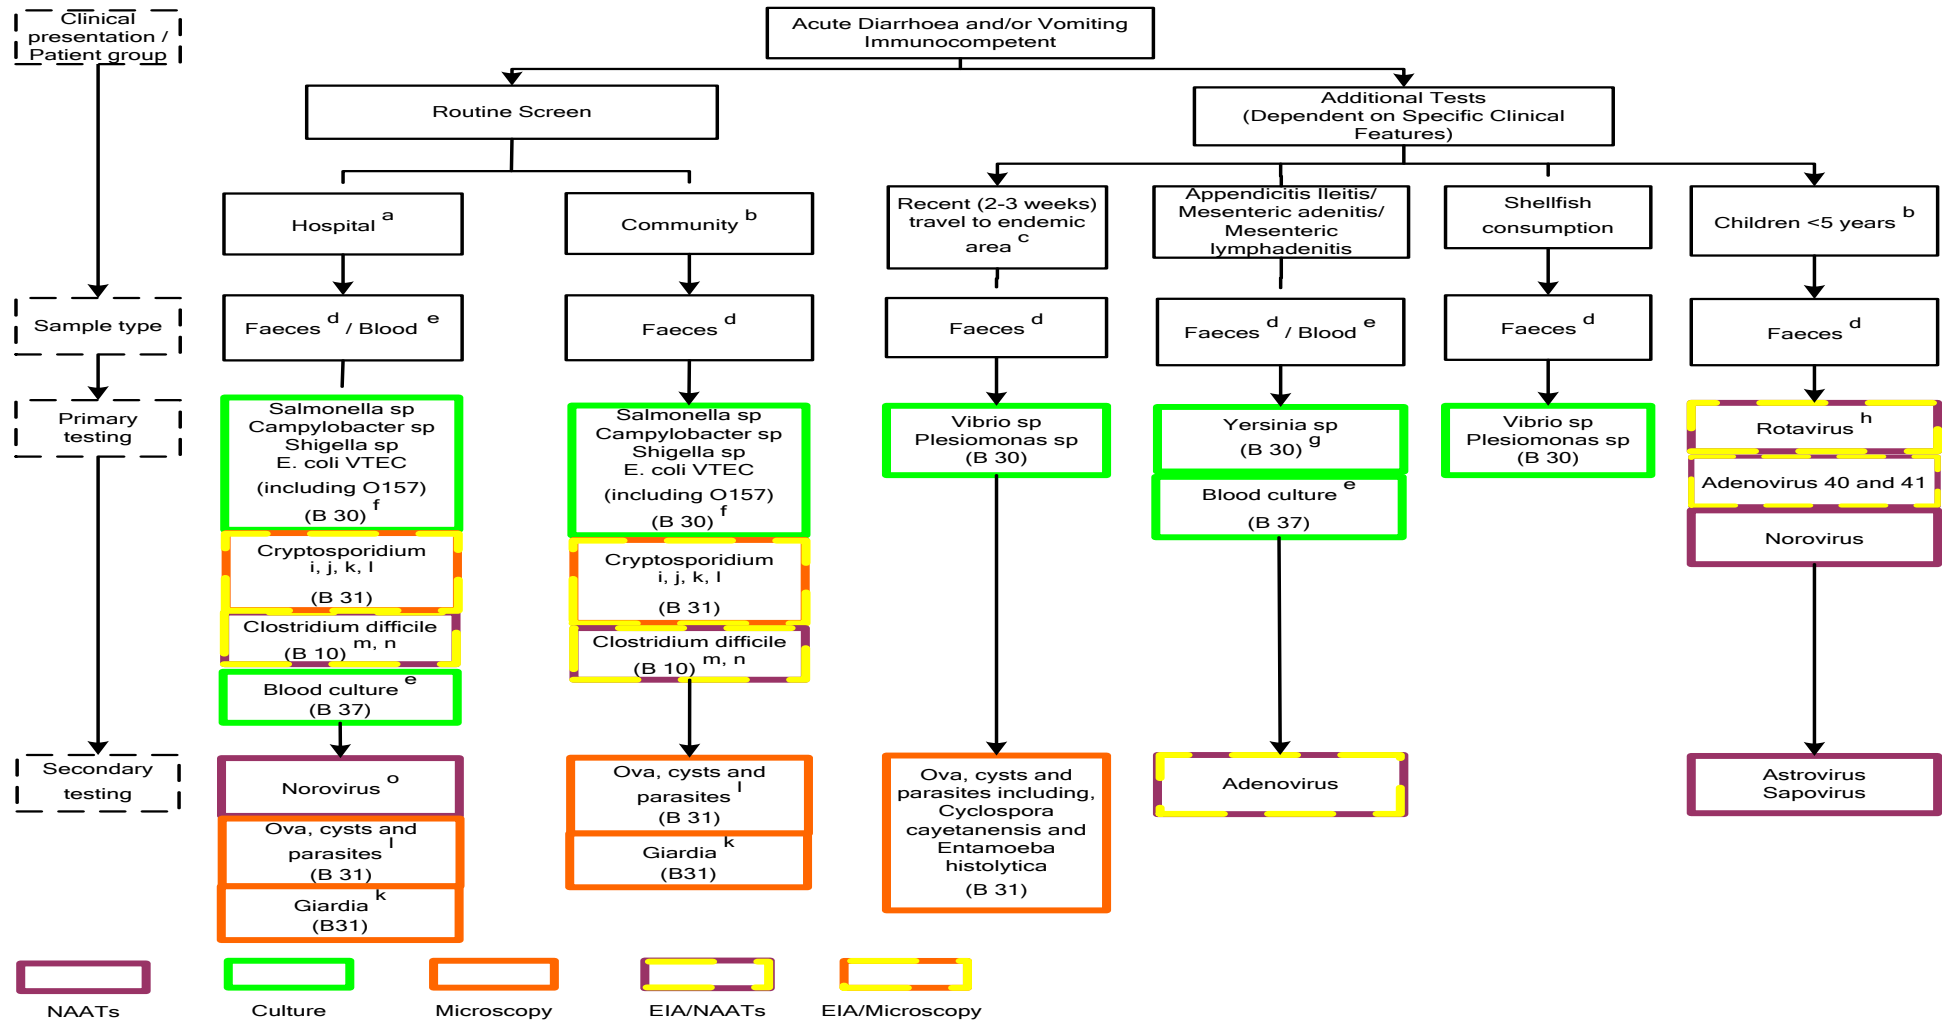 Clinical
presentation /
Patient group
Acute Diarrhoea and/or Vomiting
Immunocompetent
Routine Screen
Additional Tests
(Dependent on Specific Clinical
Features)
Hospital a
Community b
Recent (2-3 weeks)
travel to endemic
area c
Appendicitis Ileitis/
Mesenteric adenitis/
Mesenteric
lymphadenitis
Shellfish
consumption
Children <5 years b
Sample type
Faeces d / Blood e
Faeces d
Faeces d
Faeces d / Blood e
Faeces d
Faeces d
Primary
testing
Salmonella sp
Campylobacter sp
Shigella sp
E. coli VTEC
(including O157)
(B 30) f
Cryptosporidium
i, j, k, l
(B 31)
Clostridium difficile
(B 10) m, n
Blood culture e
(B 37)
Salmonella sp
Campylobacter sp
Shigella sp
E. coli VTEC
(including O157)
(B 30) f
Cryptosporidium
i, j, k, l
(B 31)
Clostridium difficile
(B 10) m, n
Vibrio sp
Plesiomonas sp
(B 30)
Yersinia sp
(B 30) g
Blood culture e
(B 37)
Vibrio sp
Plesiomonas sp
(B 30)
Rotavirus h
Adenovirus 40 and 41
Norovirus
Secondary
testing
Norovirus o
Ova, cysts and
parasites l
(B 31)
Giardia k
(B31)
Ova, cysts and
parasites l
(B 31)
Giardia k
(B31)
Ova, cysts and
parasites including,
Cyclospora
cayetanensis and
Entamoeba
histolytica
(B 31)
Adenovirus
Astrovirus
Sapovirus
NAATs
Culture
Microscopy
EIA/NAATs
EIA/Microscopy